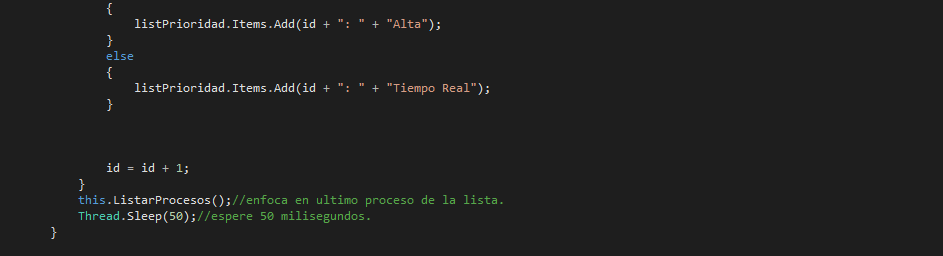 {
listPrioridad.Items.Add(id + ": " + "Alta");
}
else
{
listPrioridad.Items.Add(id + ": " + "Tiempo Real");
}
id = id + 1;
}
this.ListarProcesos();//enfoca en ultimo proceso de la lista.
Thread.Sleep(50);//espere 50 milisegundos.
}